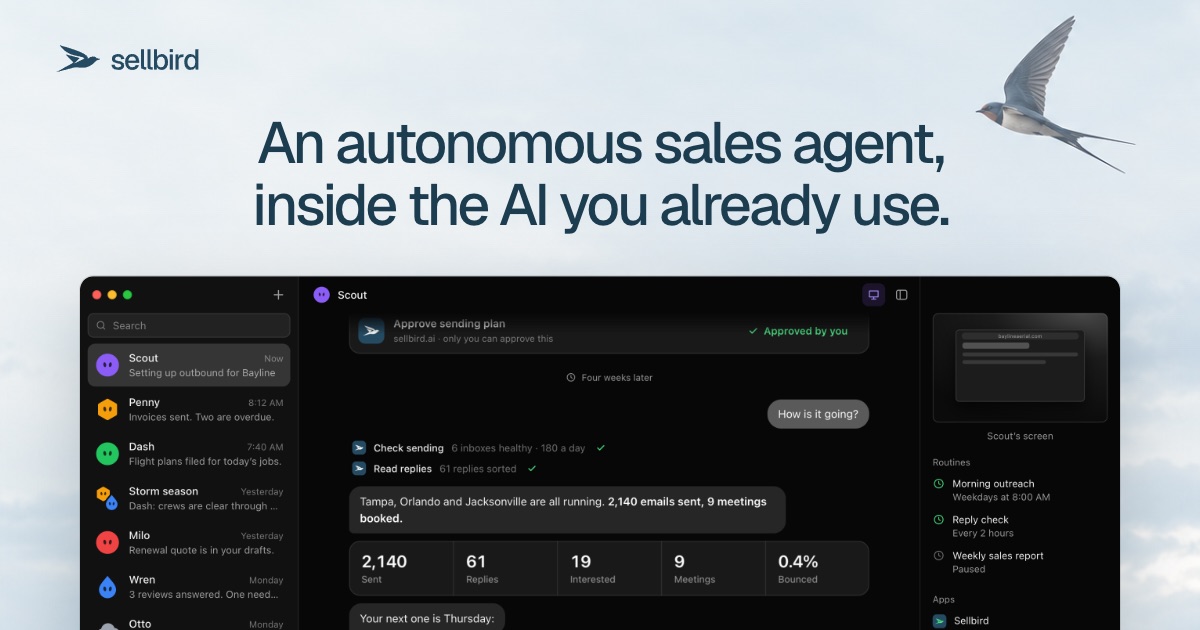 sellbird
An autonomous sales agent,
inside the AI you already use.
Search
Scout
Now
Setting up outbound for Bayline
Penny
8:12 AM
Invoices sent. Two are overdue.
Dash
7:40 AM
Flight plans filed for today's jobs.
Storm season
Yesterday
Dash: crews are clear through ...
Milo
Yesterday
Renewal quote is in your drafts.
Wren
Monday
3 reviews answered. One need...
Otto
Monday
Scout
Approve sending plan
sellbird.ai · only you can approve this
Approved by you
Four weeks later
How is it going?
Check sending 6 inboxes healthy · 180 a day
Read replies 61 replies sorted
Tampa, Orlando and Jacksonville are all running. 2,140 emails sent, 9 meetings
booked.
2,140
Sent
61
Replies
19
Interested
9
Meetings
0.4%
Bounced
Your next one is Thursday:
Scout's screen
Routines
Morning outreach
Weekdays at 8:00 AM
Reply check
Every 2 hours
Weekly sales report
Paused
Apps
Sellbird